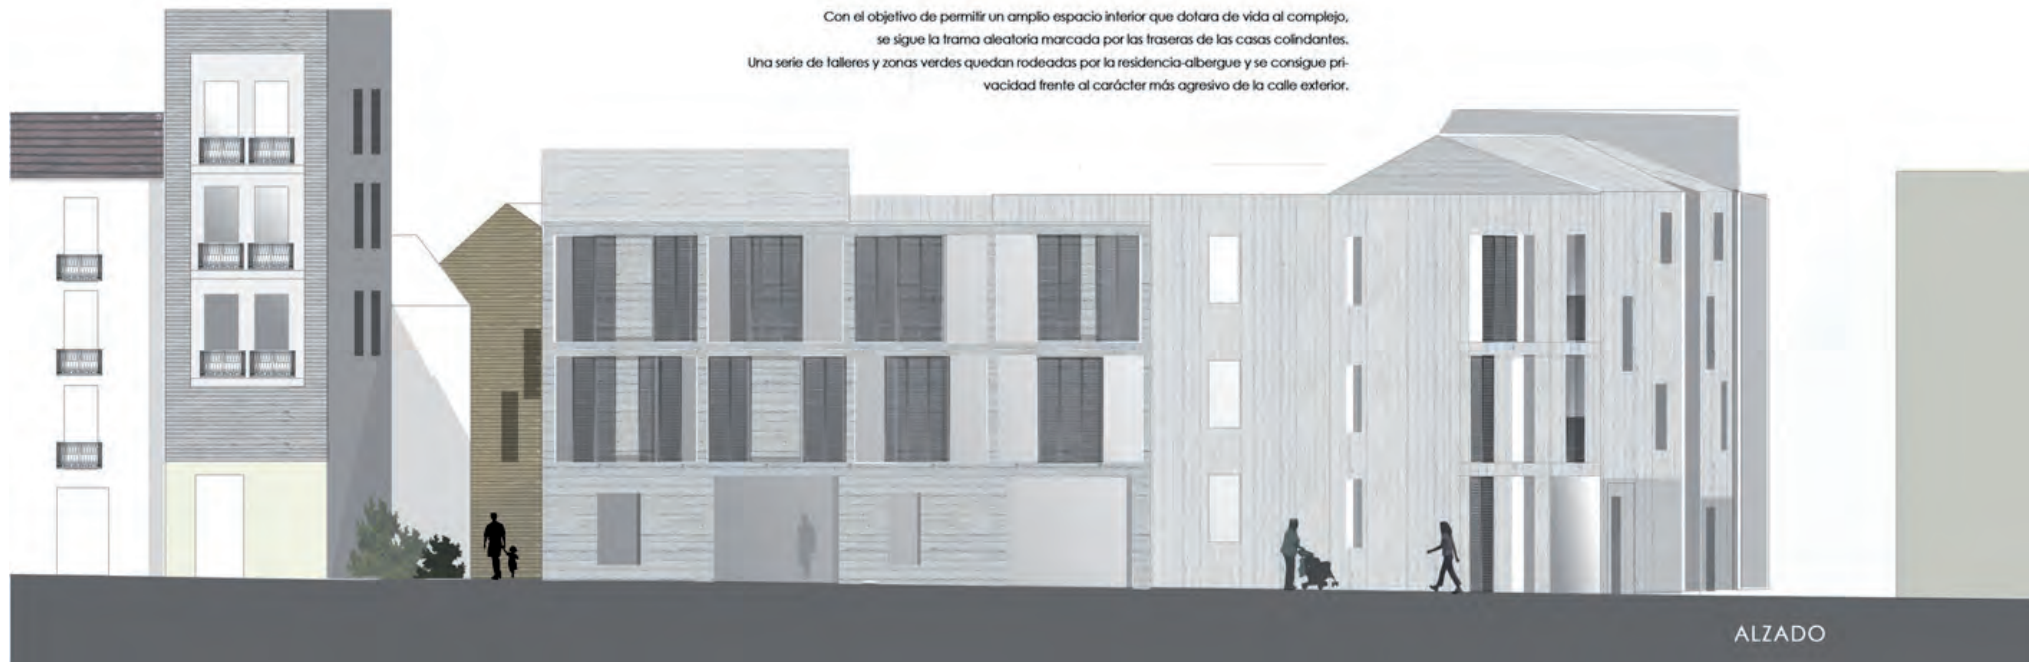 Con el objetivo de permitir un amplio espacio interior que dotara de vida al complejo,
se sigue la trama aleatoria marcada por las traseras de las casas colindantes.
Una serie de talleres y zonas verdes quedan rodeadas por la residencia-albergue y se consigue pri-
vacidad frente al carácter más agresivo de la calle exterior.
ALZADO